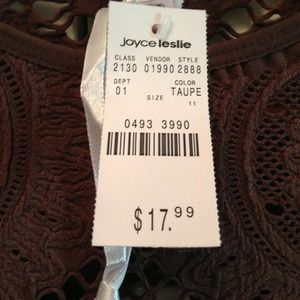 joyce leslie
CLASS VENDOR STYLE
2130 01990 2888
DEPT COLOR
01 TAUPE
SIZE
11
0493 3990
$17.99